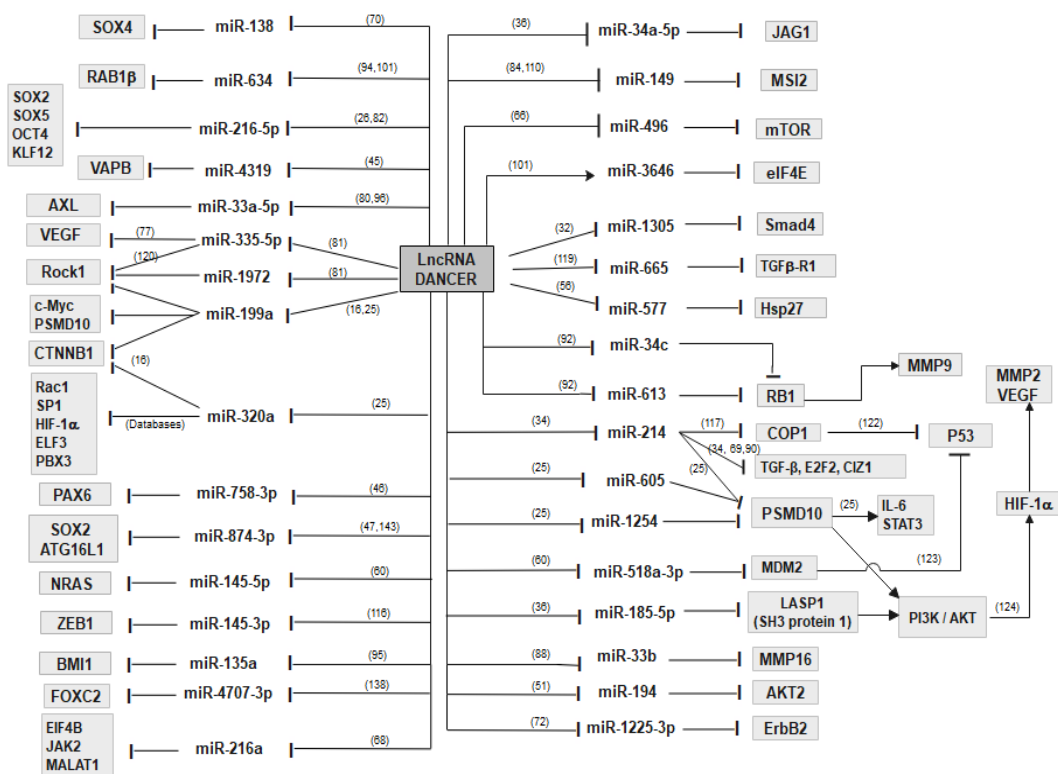 SOX4 miR-138 (70)
RAB1β miR-634 (94,101)
SOX2
SOX5
OCT4
KLF12
miR-216-5p (26,82)
VAPB miR-4319 (45)
AXL miR-33a-5p (80,96)
VEGF (77) miR-335-5p (81)
Rock1 (120) miR-1972 (81)
c-Myc
PSMD10
miR-199a (16,25)
CTNNB1 (16)
Rac1
SP1
HIF-1α
ELF3
PBX3
(Databases) miR-320a (25)
PAX6 miR-758-3p (46)
SOX2
ATG16L1
miR-874-3p (47,143)
NRAS miR-145-5p (60)
ZEB1 miR-145-3p (116)
BMI1 miR-135a (95)
FOXC2 miR-4707-3p (138)
EIF4B
JAK2
MALAT1
miR-216a (68)
LncRNA
DANCER
(36) miR-34a-5p JAG1
(84,110) miR-149 MSI2
(66) miR-496 mTOR
(101) miR-3646 eIF4E
(32) miR-1305 Smad4
(119) miR-665 TGFβ-R1
(56) miR-577 Hsp27
(92) miR-34c
(92) miR-613 RB1 MMP9
(34) miR-214 (117) COP1 (122) P53
(34, 69,90) TGF-β, E2F2, CIZ1
(25) miR-605 (25)
(25) miR-1254 PSMD10 (25) IL-6
STAT3
(60) miR-518a-3p MDM2 (123)
(36) miR-185-5p LASP1
(SH3 protein 1)
PI3K / AKT (124) HIF-1α
MMP2
VEGF
(88) miR-33b MMP16
(51) miR-194 AKT2
(72) miR-1225-3p ErbB2